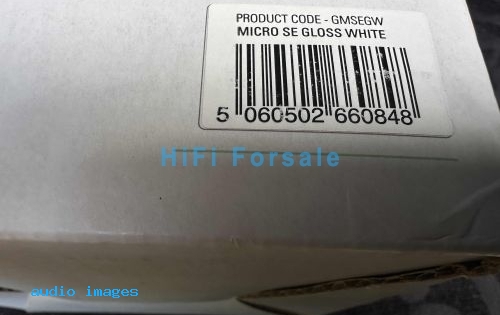 PRODUCT CODE - GMSEGW
MICRO SE GLOSS WHITE
5 060502 660848
HiFi Forsale
audio images